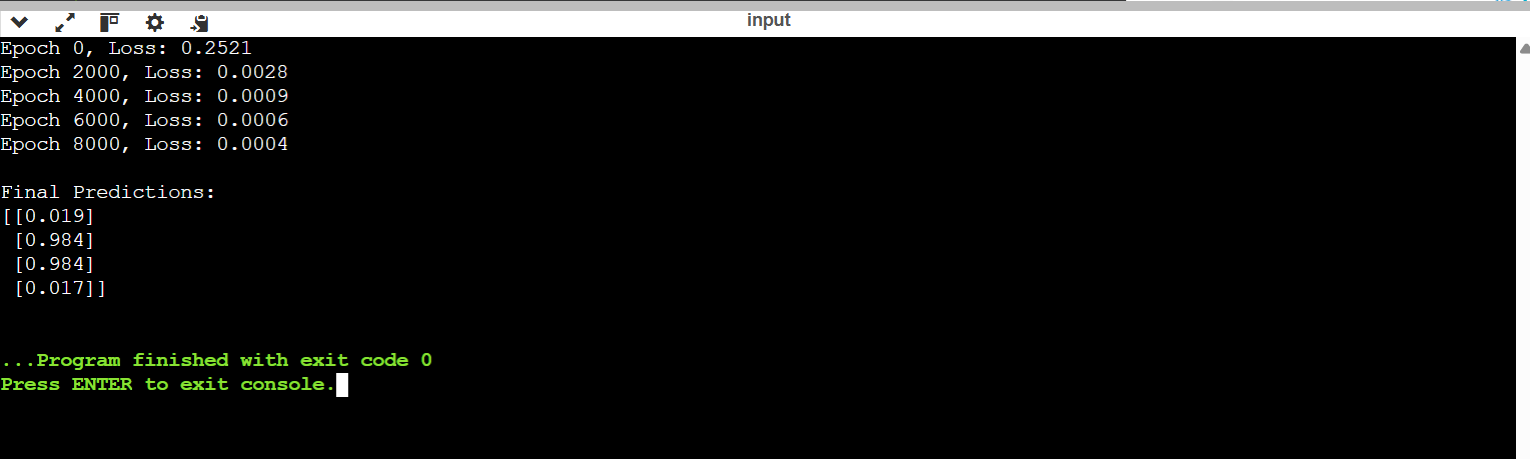 input
Epoch 0, Loss: 0.2521
Epoch 2000, Loss: 0.0028
Epoch 4000, Loss: 0.0009
Epoch 6000, Loss: 0.0006
Epoch 8000, Loss: 0.0004
Final Predictions:
[[0.019]
[0.984]
[0.984]
[0.017]]
...Program finished with exit code 0
Press ENTER to exit console.